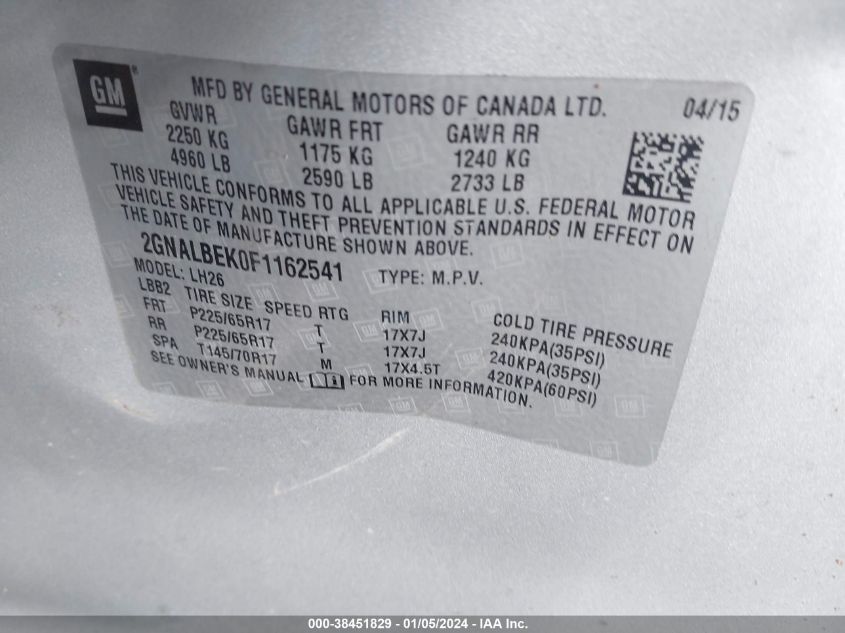 GM
MFD BY GENERAL MOTORS OF CANADA LTD. 04/15
GVWR GAWR FRT GAWR RR
2250 KG 1175 KG 1240 KG
4960 LB 2590 LB 2733 LB
THIS VEHICLE CONFORMS TO ALL APPLICABLE U.S. FEDERAL MOTOR
VEHICLE SAFETY AND THEFT PREVENTION STANDARDS IN EFFECT ON
THE DATE OF MANUFACTURE SHOWN ABOVE.
2GNALBEK0F1162541 TYPE: M.P.V.
MODEL: LH26
LBB2 TIRE SIZE SPEED RTG RIM COLD TIRE PRESSURE
FRT P225/65R17 T 17X7J 240KPA(35PSI)
RR P225/65R17 T 17X7J 240KPA(35PSI)
SPA T145/70R17 M 17X4.5T 420KPA(60PSI)
SEE OWNER'S MANUAL FOR MORE INFORMATION.
000-38451829 - 01/05/2024 - IAA Inc.